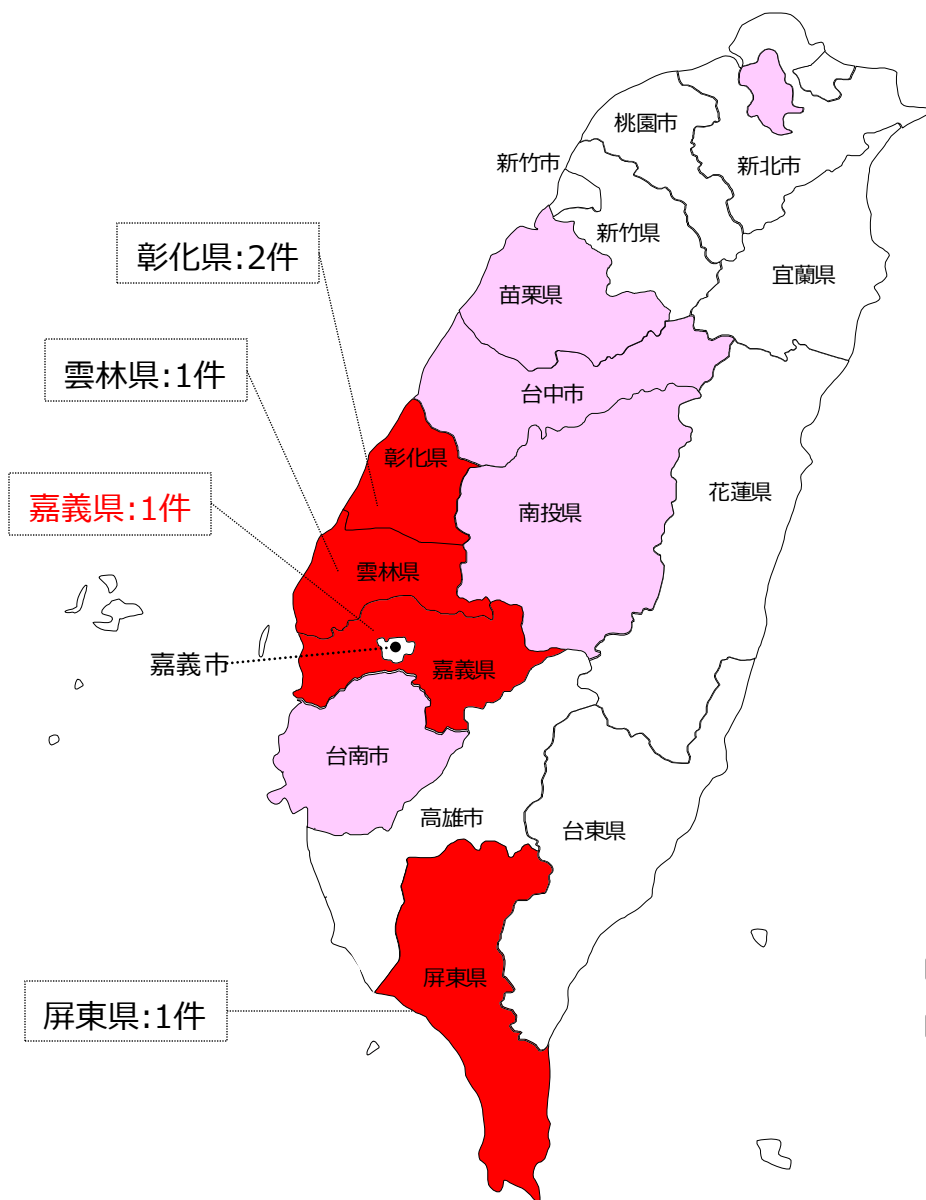 桃園市
新竹市
新北市
新竹県
彰化県:2件
宜蘭県
苗栗県
雲林県:1件
台中市
彰化県
嘉義県:1件
花蓮県
南投県
雲林県
嘉義市
嘉義県
台南市
高雄市
台東県
屏東県
屏東県:1件